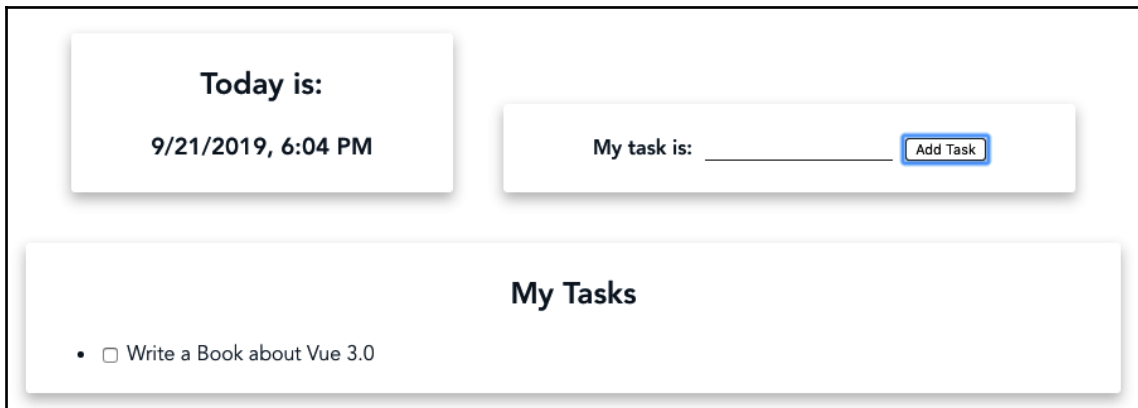 Today is:
9/21/2019, 6:04 PM
My task is: Add Task
My Tasks
Write a Book about Vue 3.0